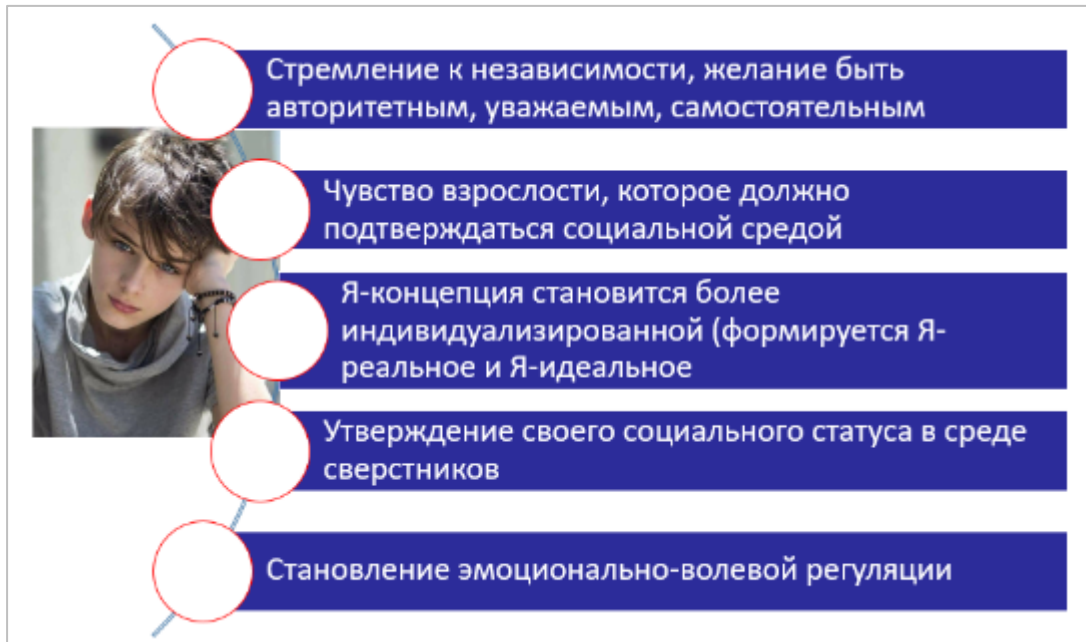 Стремление к независимости, желание быть
авторитетным, уважаемым, самостоятельным
Чувство взрослости, которое должно
подтверждаться социальной средой
Я-концепция становится более
индивидуализированной (формируется Я-
реальное и Я-идеальное
Утверждение своего социального статуса в среде
сверстников
Становление эмоционально-волевой регуляции